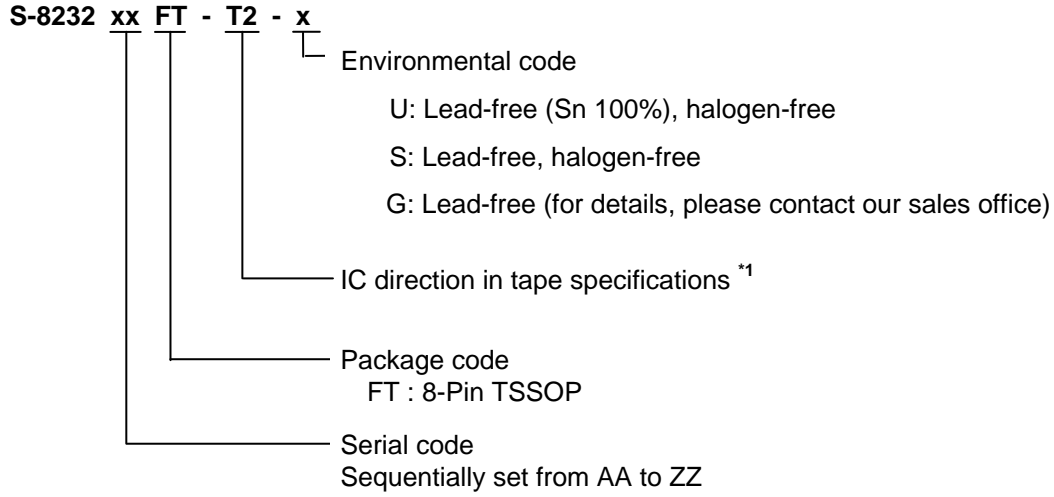 S-8232 xx FT - T2 - x
Environmental code
U: Lead-free (Sn 100%), halogen-free
S: Lead-free, halogen-free
G: Lead-free (for details, please contact our sales office)
IC direction in tape specifications *1
Package code
FT : 8-Pin TSSOP
Serial code
Sequentially set from AA to ZZ